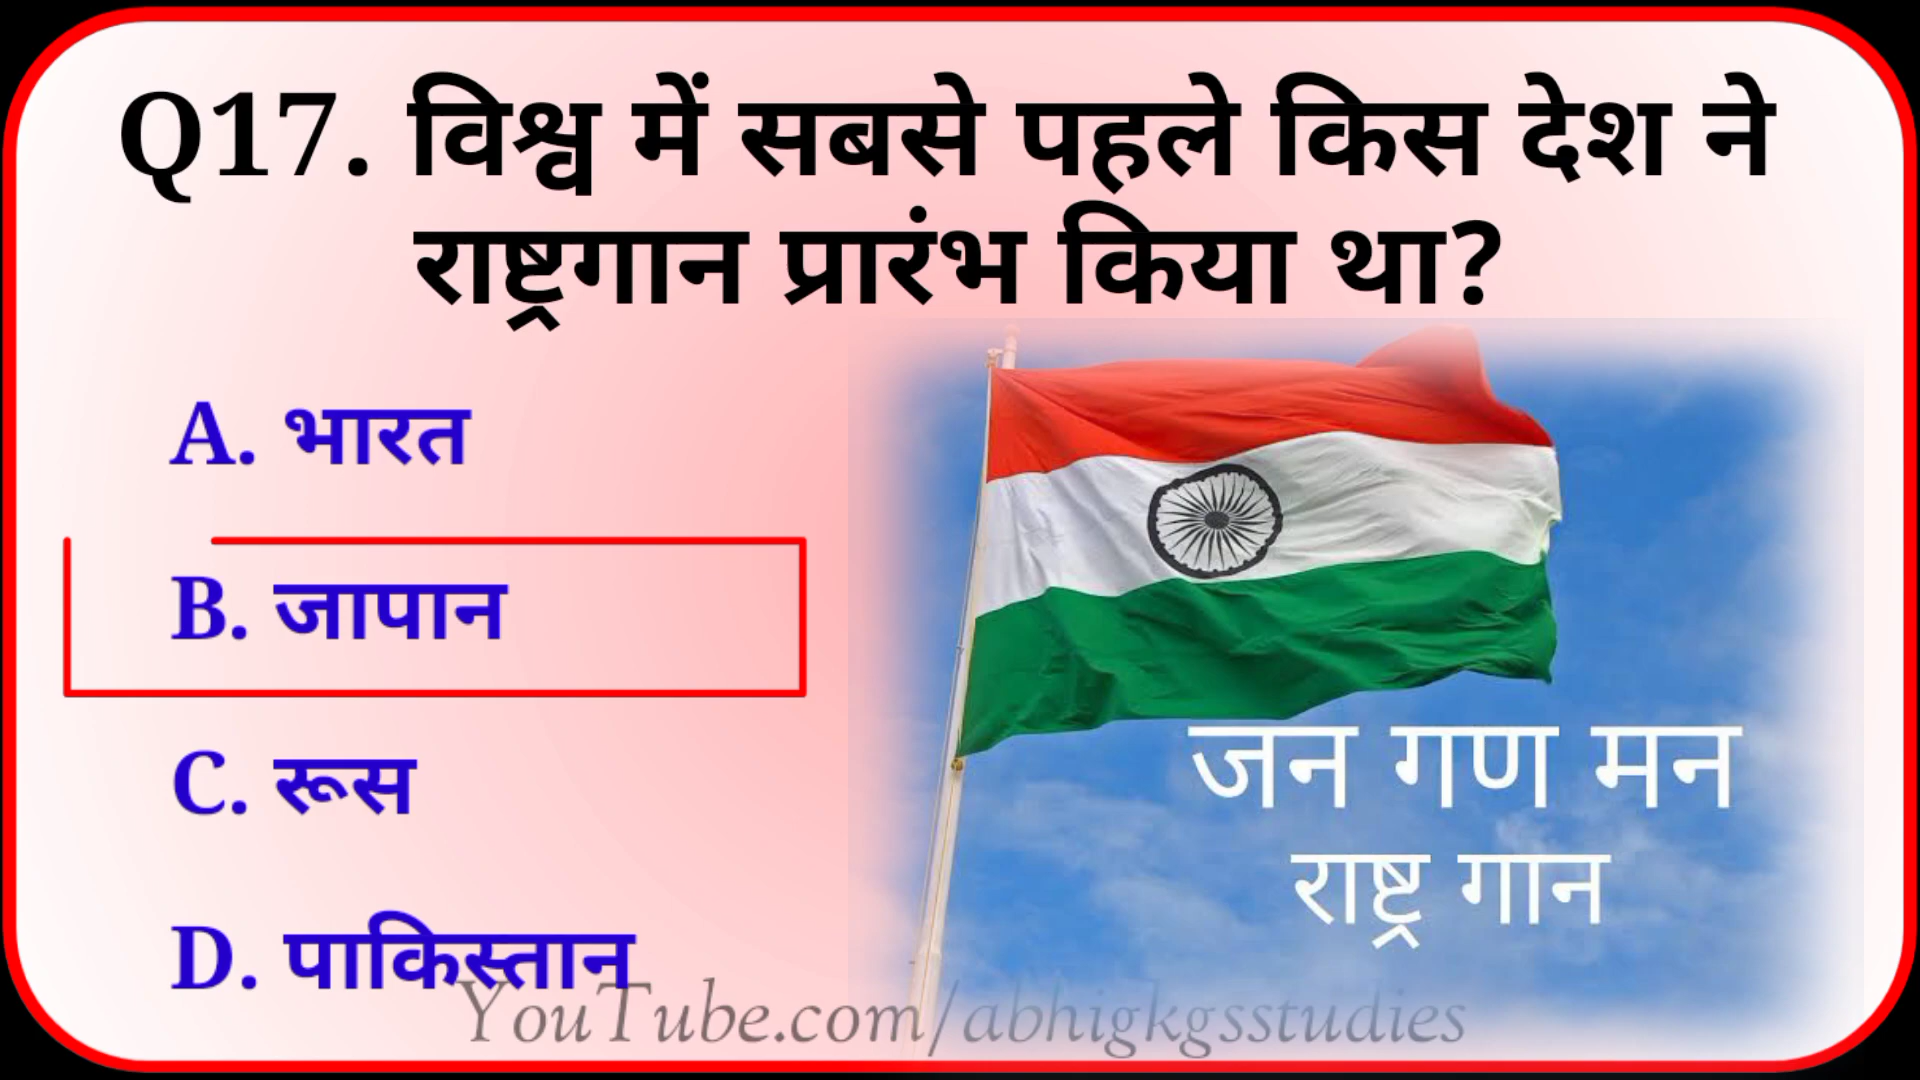 Q17. विश्व में सबसे पहले किस देश ने
राष्ट्रगान प्रारंभ किया था?
A. भारत
B. जापान
C. रूस
D. पाकिस्तान
जन गण मन
राष्ट्र गान
YouTube.com/abhigkgsstudies